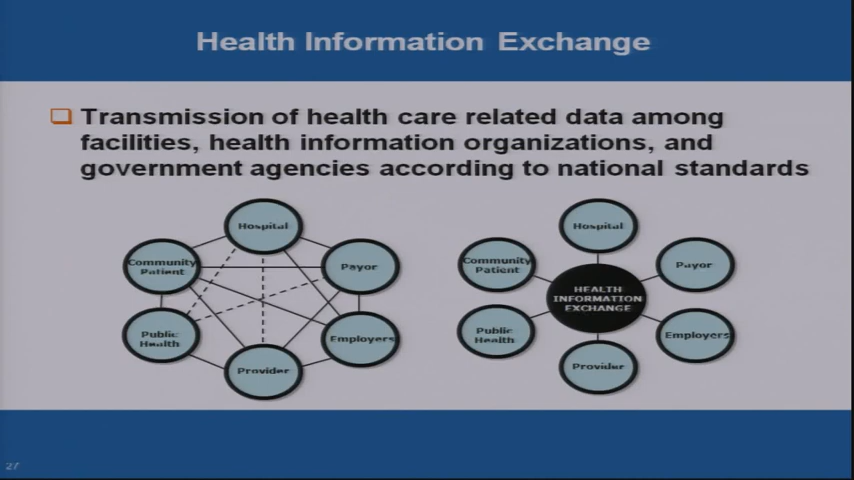 Health Information Exchange
Transmission of health care related data among
facilities, health information organizations, and
government agencies according to national standards
Hospital
Community
Patient
Payor
Public
Health
Employers
Provider
Hospital
Community
Patient
Payor
HEALTH
INFORMATION
EXCHANGE
Public
Health
Employers
Provider
27